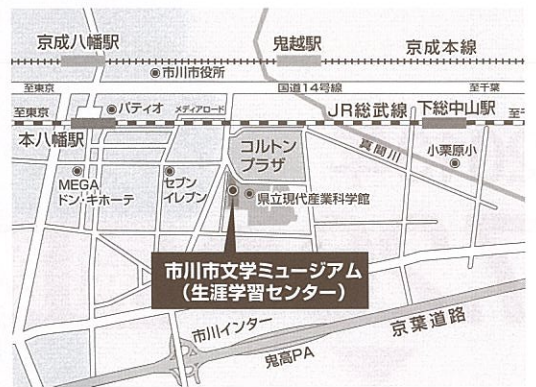 京成八幡駅
鬼越駅
京成本線
市川市役所
至東京
国道14号線
至千葉
至東京
パティオ
メディアロード
JR総武線
下総中山駅
至千
本八幡駅
コルトン
プラザ
真間川
小栗原小
MEGA
ドン・キホーテ
セブン
イレブン
県立現代産業科学館
市川市文学ミュージアム
(生涯学習センター)
市川インター
京葉道路
鬼高PA